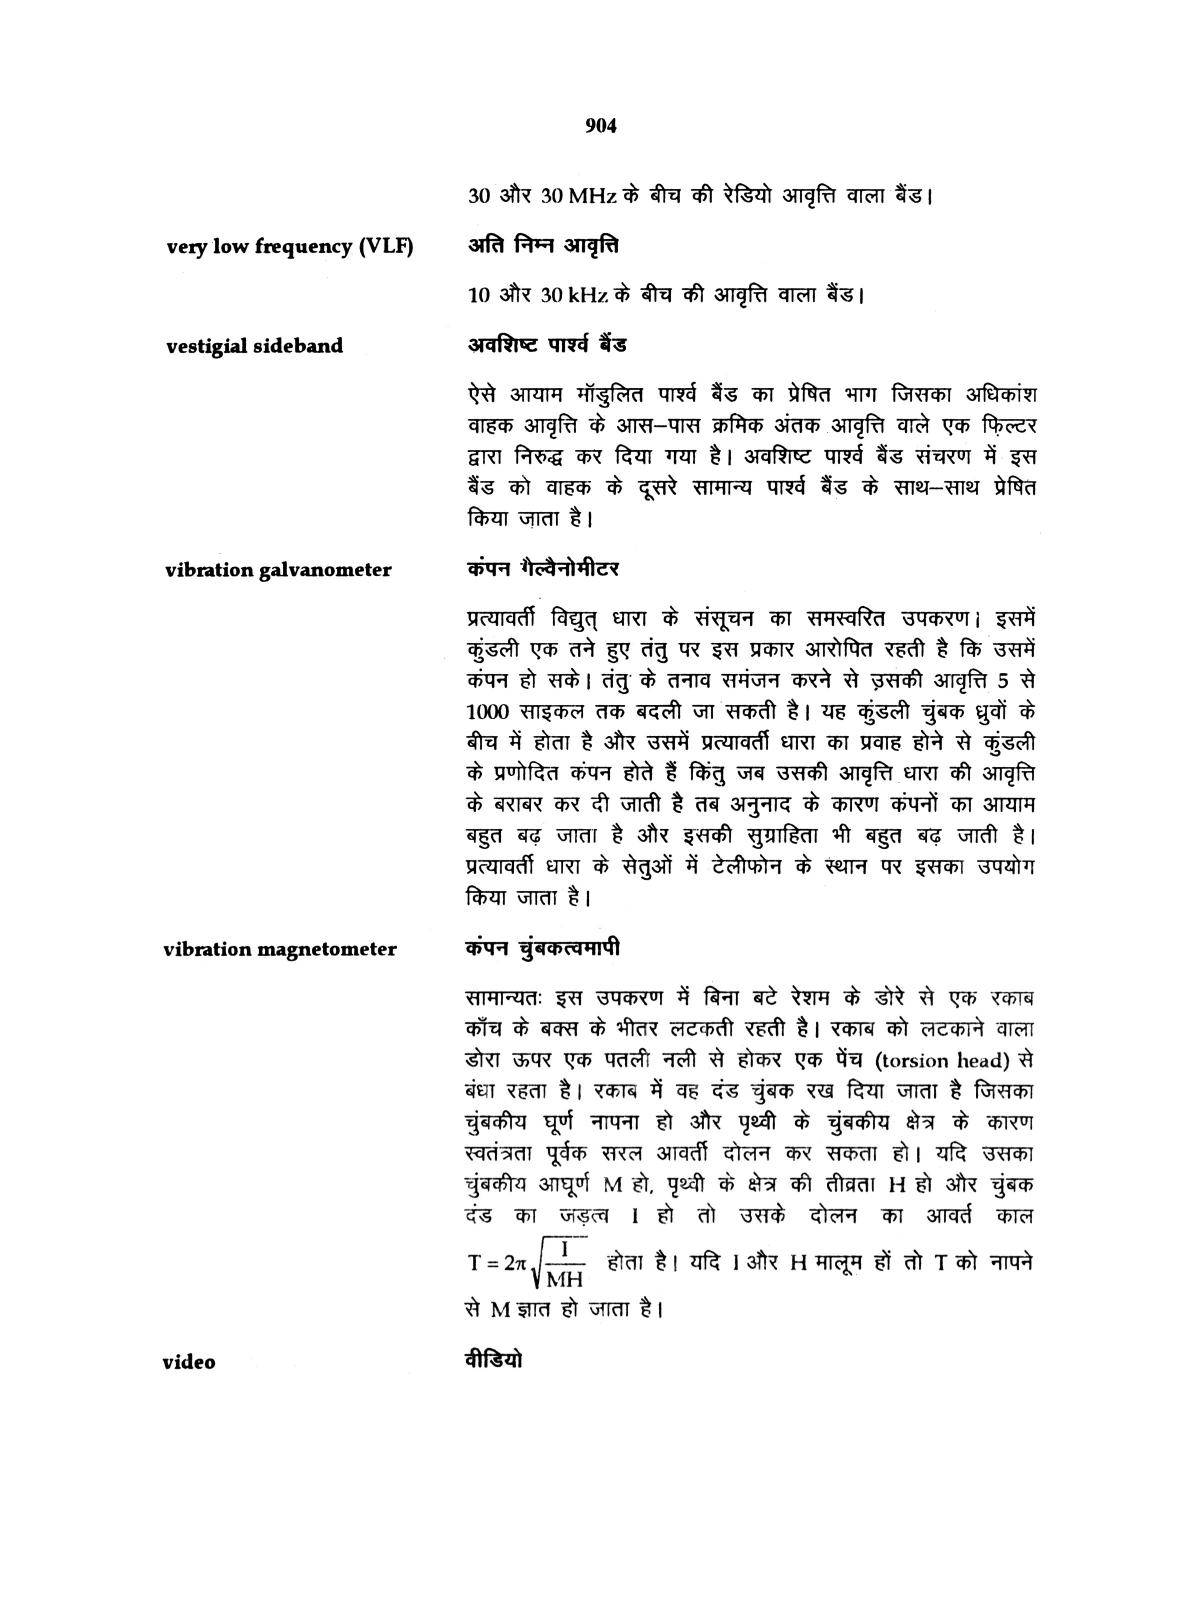 904
30 और 30 MHz के बीच की रेडियो आवृत्ति वाला बैंड।
very low frequency (VLF) अति निम्न आवृत्ति
10 और 30 kHz के बीच की आवृत्ति वाला बैंड।
vestigial sideband अवशिष्ट पार्श्व बैंड
ऐसे आयाम मॉडुलित पार्श्व बैंड का प्रेषित भाग जिसका अधिकांश
वाहक आवृत्ति के आस–पास क्रमिक अंतक आवृत्ति वाले एक फ़िल्टर
द्वारा निरुद्ध कर दिया गया है। अवशिष्ट पार्श्व बैंड संचरण में इस
बैंड को वाहक के दूसरे सामान्य पार्श्व बैंड के साथ–साथ प्रेषित
किया जाता है।
vibration galvanometer कंपन गैल्वैनोमीटर
प्रत्यावर्ती विद्युत् धारा के संसूचन का समस्वरित उपकरण। इसमें
कुंडली एक तने हुए तंतु पर इस प्रकार आरोपित रहती है कि उसमें
कंपन हो सके। तंतु के तनाव समंजन करने से उसकी आवृत्ति 5 से
1000 साइकल तक बदली जा सकती है। यह कुंडली चुंबक ध्रुवों के
बीच में होता है और उसमें प्रत्यावर्ती धारा का प्रवाह होने से कुंडली
के प्रणोदित कंपन होते हैं किंतु जब उसकी आवृत्ति धारा की आवृत्ति
के बराबर कर दी जाती है तब अनुनाद के कारण कंपनों का आयाम
बहुत बढ़ जाता है और इसकी सुग्राहिता भी बहुत बढ़ जाती है।
प्रत्यावर्ती धारा के सेतुओं में टेलीफोन के स्थान पर इसका उपयोग
किया जाता है।
vibration magnetometer कंपन चुंबकत्वमापी
सामान्यतः इस उपकरण में बिना बटे रेशम के डोरे से एक रकाब
काँच के बक्स के भीतर लटकती रहती है। रकाब को लटकाने वाला
डोरा ऊपर एक पतली नली से होकर एक पेंच (torsion head) से
बंधा रहता है। रकाब में वह दंड चुंबक रख दिया जाता है जिसका
चुंबकीय घूर्ण नापना हो और पृथ्वी के चुंबकीय क्षेत्र के कारण
स्वतंत्रता पूर्वक सरल आवर्ती दोलन कर सकता हो। यदि उसका
चुंबकीय आघूर्ण M हो, पृथ्वी के क्षेत्र की तीव्रता H हो और चुंबक
दंड का जड़त्व I हो तो उसके दोलन का आवर्त काल
T = 2π√(I/MH) होता है। यदि I और H मालूम हों तो T को नापने
से M ज्ञात हो जाता है।
video वीडियो